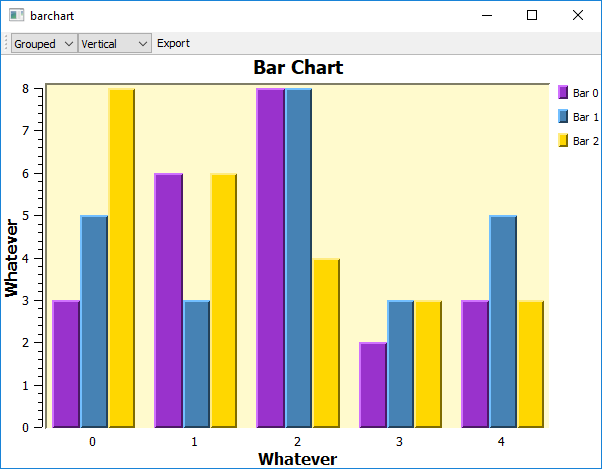 barchart
Grouped Vertical Export
Bar Chart
Bar 0
Bar 1
Bar 2
Whatever
8
7
6
5
4
3
2
1
0
0 1 2 3 4
Whatever